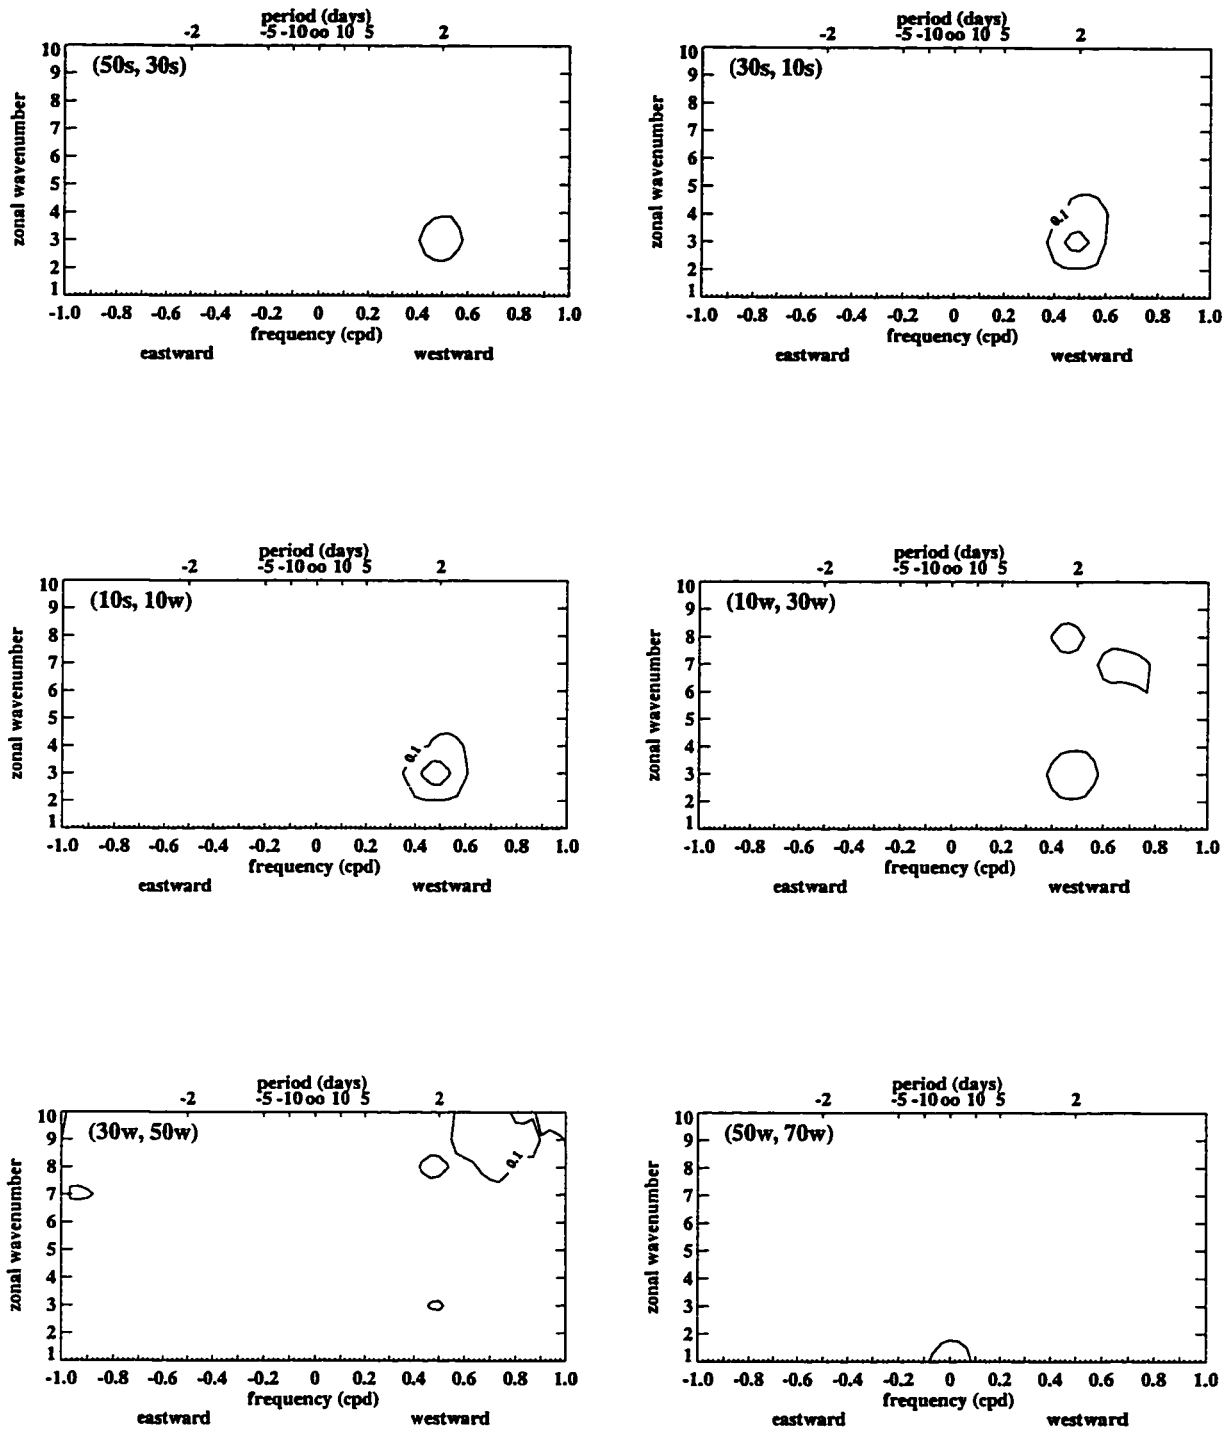 period (days)
-2 -5 -10 oo 10 5 2
(50s, 30s)
10
9
8
7
6
5
4
3
2
1
zonal wavenumber
-1.0 -0.8 -0.6 -0.4 -0.2 0 0.2 0.4 0.6 0.8 1.0
frequency (cpd)
eastward westward
period (days)
-2 -5 -10 oo 10 5 2
(30s, 10s)
10
9
8
7
6
5
4
3
2
1
zonal wavenumber
0.1
-1.0 -0.8 -0.6 -0.4 -0.2 0 0.2 0.4 0.6 0.8 1.0
frequency (cpd)
eastward westward
period (days)
-2 -5 -10 oo 10 5 2
(10s, 10w)
10
9
8
7
6
5
4
3
2
1
zonal wavenumber
0.1
-1.0 -0.8 -0.6 -0.4 -0.2 0 0.2 0.4 0.6 0.8 1.0
frequency (cpd)
eastward westward
period (days)
-2 -5 -10 oo 10 5 2
(10w, 30w)
10
9
8
7
6
5
4
3
2
1
zonal wavenumber
-1.0 -0.8 -0.6 -0.4 -0.2 0 0.2 0.4 0.6 0.8 1.0
frequency (cpd)
eastward westward
period (days)
-2 -5 -10 oo 10 5 2
(30w, 50w)
10
9
8
7
6
5
4
3
2
1
zonal wavenumber
0.1
-1.0 -0.8 -0.6 -0.4 -0.2 0 0.2 0.4 0.6 0.8 1.0
frequency (cpd)
eastward westward
period (days)
-2 -5 -10 oo 10 5 2
(50w, 70w)
10
9
8
7
6
5
4
3
2
1
zonal wavenumber
-1.0 -0.8 -0.6 -0.4 -0.2 0 0.2 0.4 0.6 0.8 1.0
frequency (cpd)
eastward westward